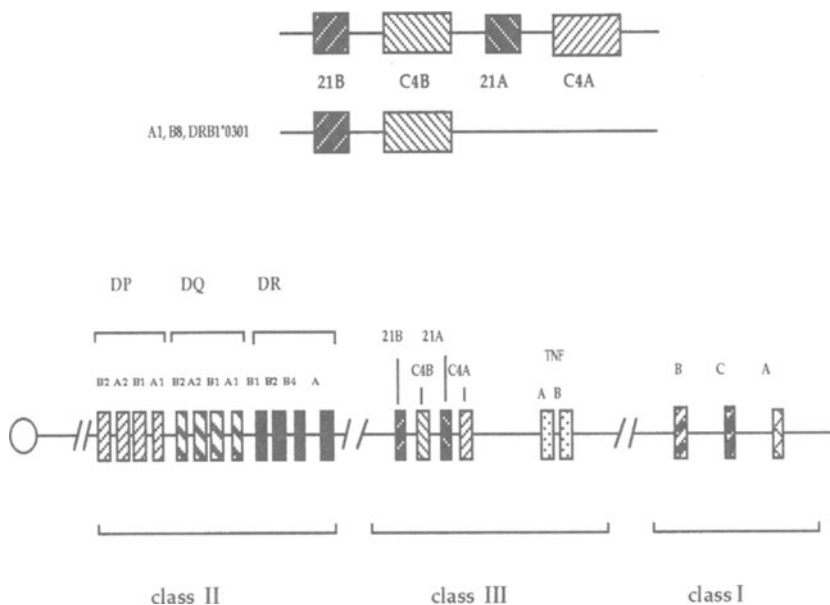 21B C4B 21A C4A
A1, B8, DRB1*0301
DP DQ DR
21B 21A
TNF
C4B C4A
B C A
B2 A2 B1 A1 B2 A2 B1 A1 B1 B2 B4 A
A B
class II class III class I